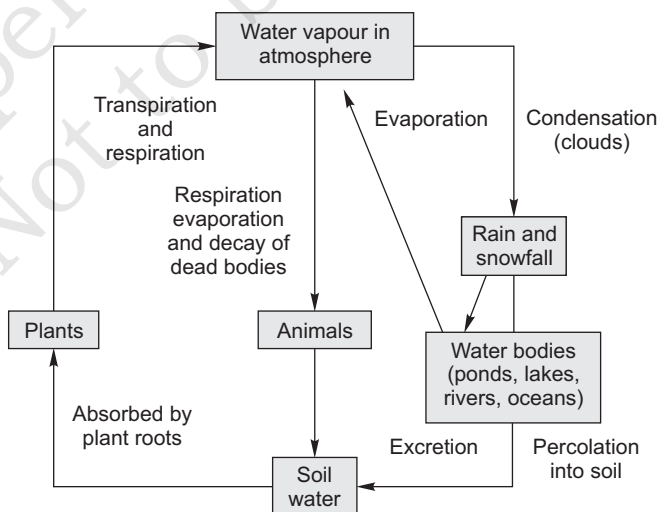 Water vapour in
atmosphere
Transpiration
and
respiration
Evaporation
Condensation
(clouds)
Respiration
evaporation
and decay of
dead bodies
Rain and
snowfall
Plants
Animals
Water bodies
(ponds, lakes,
rivers, oceans)
Absorbed by
plant roots
Excretion
Percolation
into soil
Soil
water
Not to b